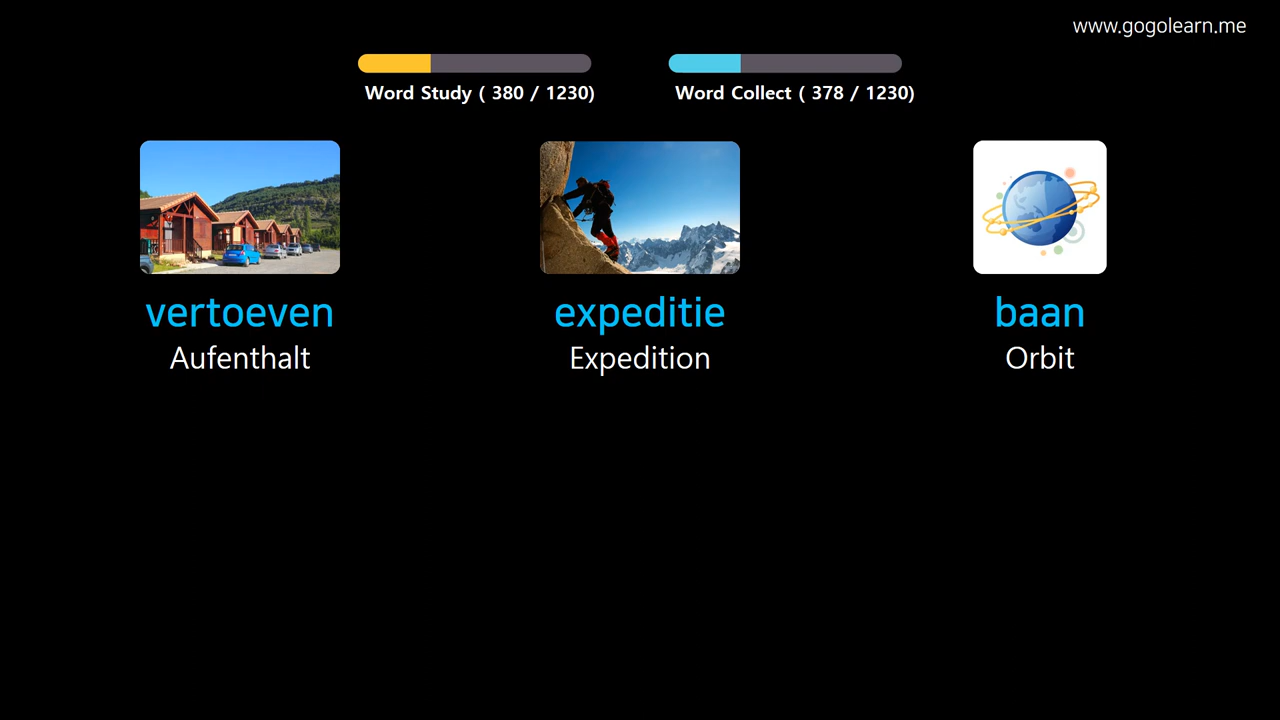 www.gogolearn.me
Word Study ( 380 / 1230)
Word Collect ( 378 / 1230)
vertoeven
Aufenthalt
expeditie
Expedition
baan
Orbit